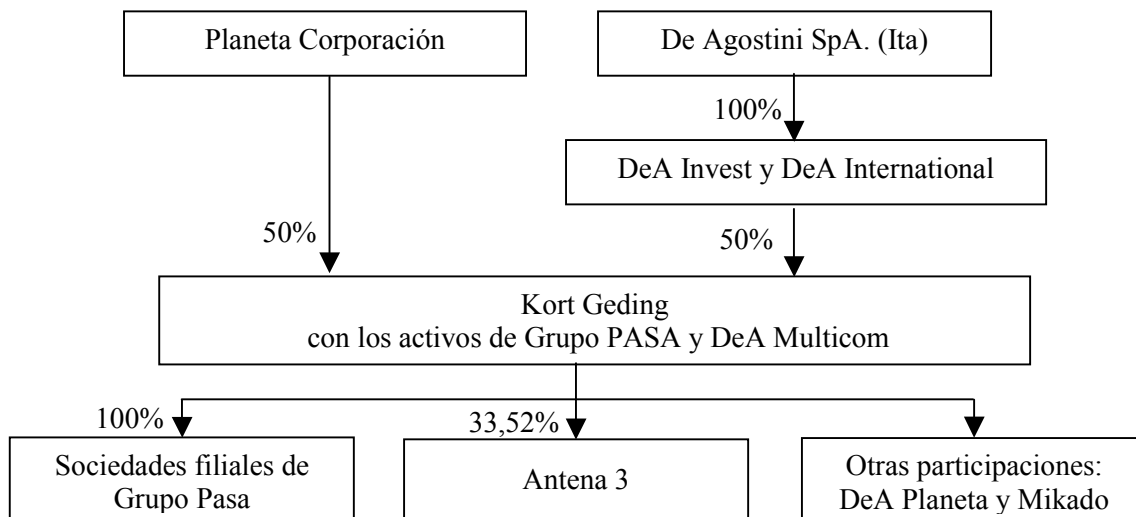 Planeta Corporación
De Agostini SpA. (Ita)
100%
DeA Invest y DeA International
50%
50%
Kort Geding
con los activos de Grupo PASA y DeA Multicom
100%
33,52%
Sociedades filiales de
Grupo Pasa
Antena 3
Otras participaciones:
DeA Planeta y Mikado